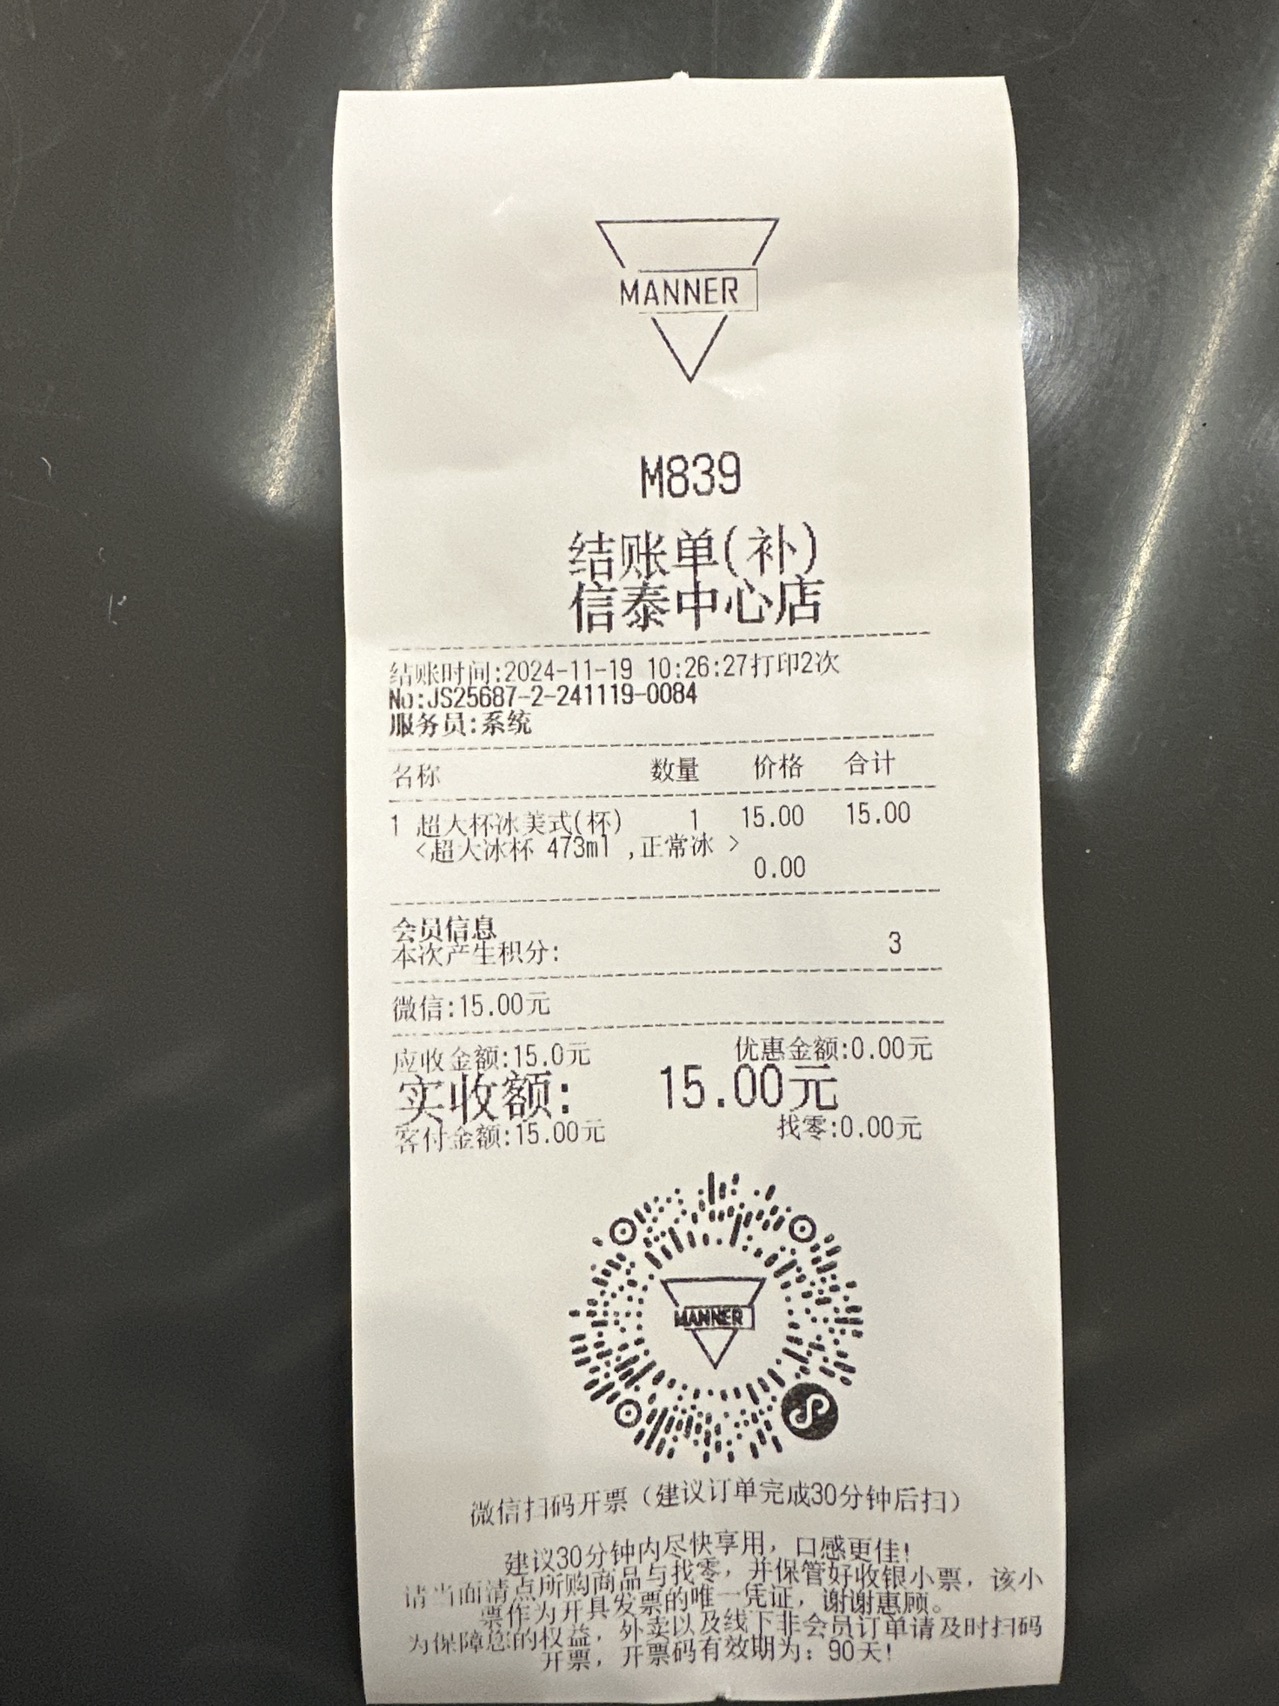 MANNER
M839
结账单(补)
信泰中心店
结账时间:2024-11-19 10:26:27打印2次
No:JS25687-2-241119-0084
服务员:系统
名称 数量 价格 合计
1 超大杯冰美式(杯) 1 15.00 15.00
<超大冰杯 473ml ,正常冰 >
0.00
会员信息
本次产生积分: 3
微信:15.00元
应收金额:15.0元 优惠金额:0.00元
实收额: 15.00元
客付金额:15.00元 找零:0.00元
MANNER
微信扫码开票（建议订单完成30分钟后扫）
建议30分钟内尽快享用，口感更佳!
请当面清点所购商品与找零，并保管好收银小票，该小
票作为开具发票的唯一凭证，谢谢惠顾。
为保障您的权益，外卖以及线下非会员订单请及时扫码
开票，开票码有效期为：90天!